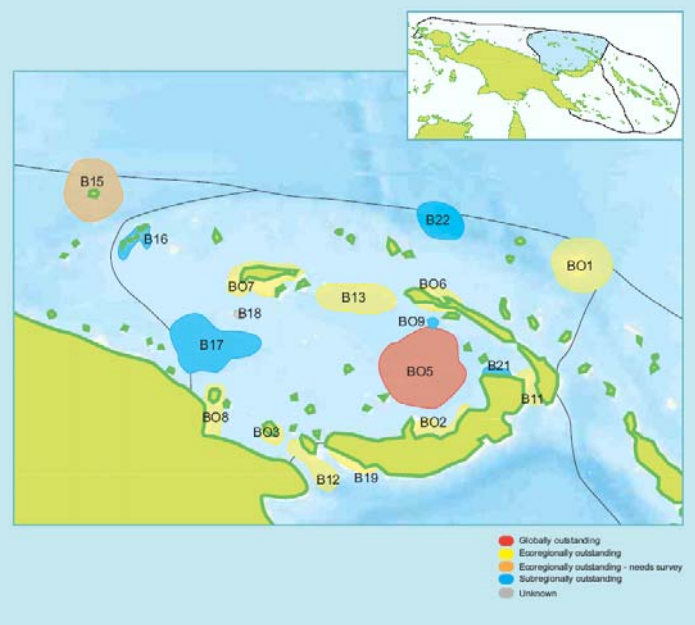 B15
B22
B16
BO1
BO7
BO6
B13
B18
BO9
B17
BO5
B21
B11
BO8
BO2
BO3
B12
B19
Globally outstanding
Ecoregionally outstanding
Ecoregionally outstanding - needs survey
Subregionally outstanding
Unknown